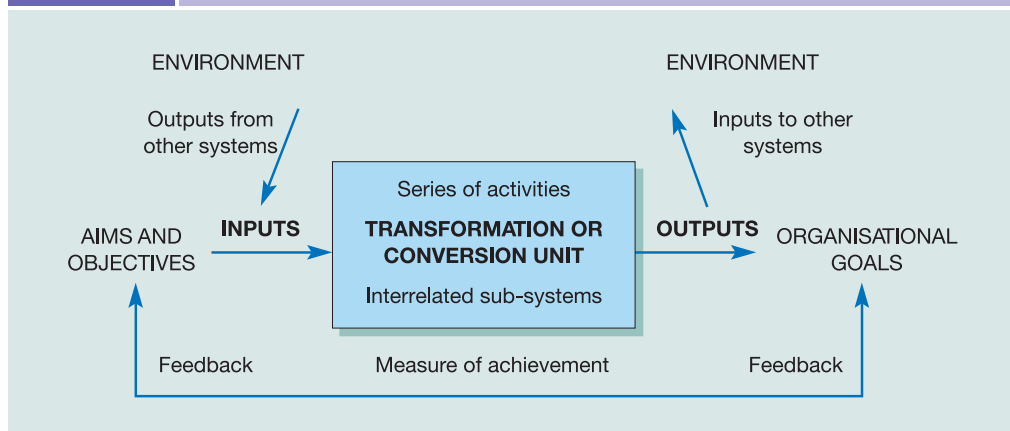 ENVIRONMENT
ENVIRONMENT
Outputs from
other systems
Inputs to other
systems
Series of activities
TRANSFORMATION OR
CONVERSION UNIT
Interrelated sub-systems
INPUTS
OUTPUTS
AIMS AND
OBJECTIVES
ORGANISATIONAL
GOALS
Feedback
Measure of achievement
Feedback